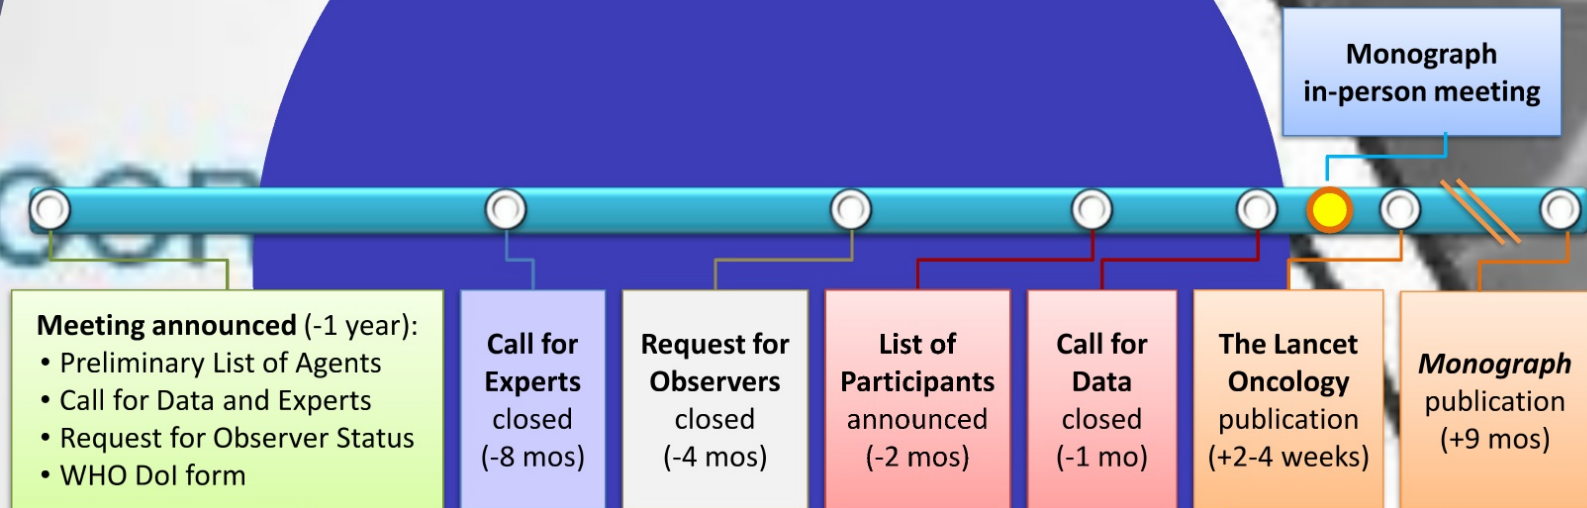 Monograph
in-person meeting
Meeting announced (-1 year):
• Preliminary List of Agents
• Call for Data and Experts
• Request for Observer Status
• WHO DoI form
Call for
Experts
closed
(-8 mos)
Request for
Observers
closed
(-4 mos)
List of
Participants
announced
(-2 mos)
Call for
Data
closed
(-1 mo)
The Lancet
Oncology
publication
(+2-4 weeks)
Monograph
publication
(+9 mos)